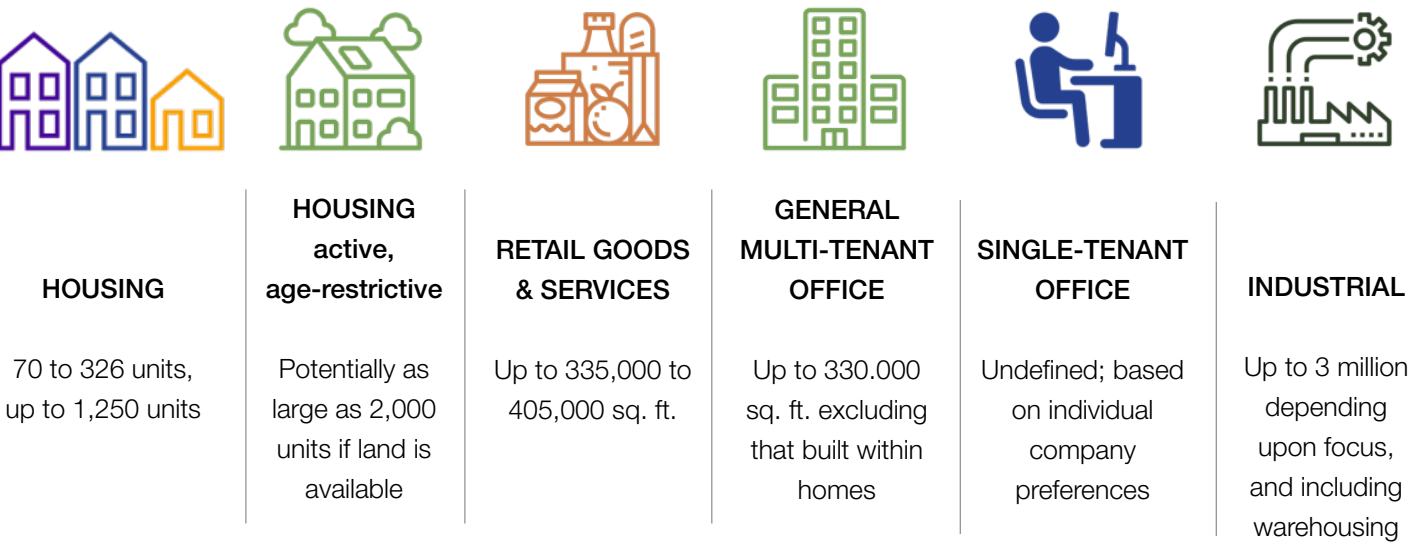 HOUSING
70 to 326 units,
up to 1,250 units
HOUSING
active,
age-restrictive
Potentially as
large as 2,000
units if land is
available
RETAIL GOODS
& SERVICES
Up to 335,000 to
405,000 sq. ft.
GENERAL
MULTI-TENANT
OFFICE
Up to 330.000
sq. ft. excluding
that built within
homes
SINGLE-TENANT
OFFICE
Undefined; based
on individual
company
preferences
INDUSTRIAL
Up to 3 million
depending
upon focus,
and including
warehousing